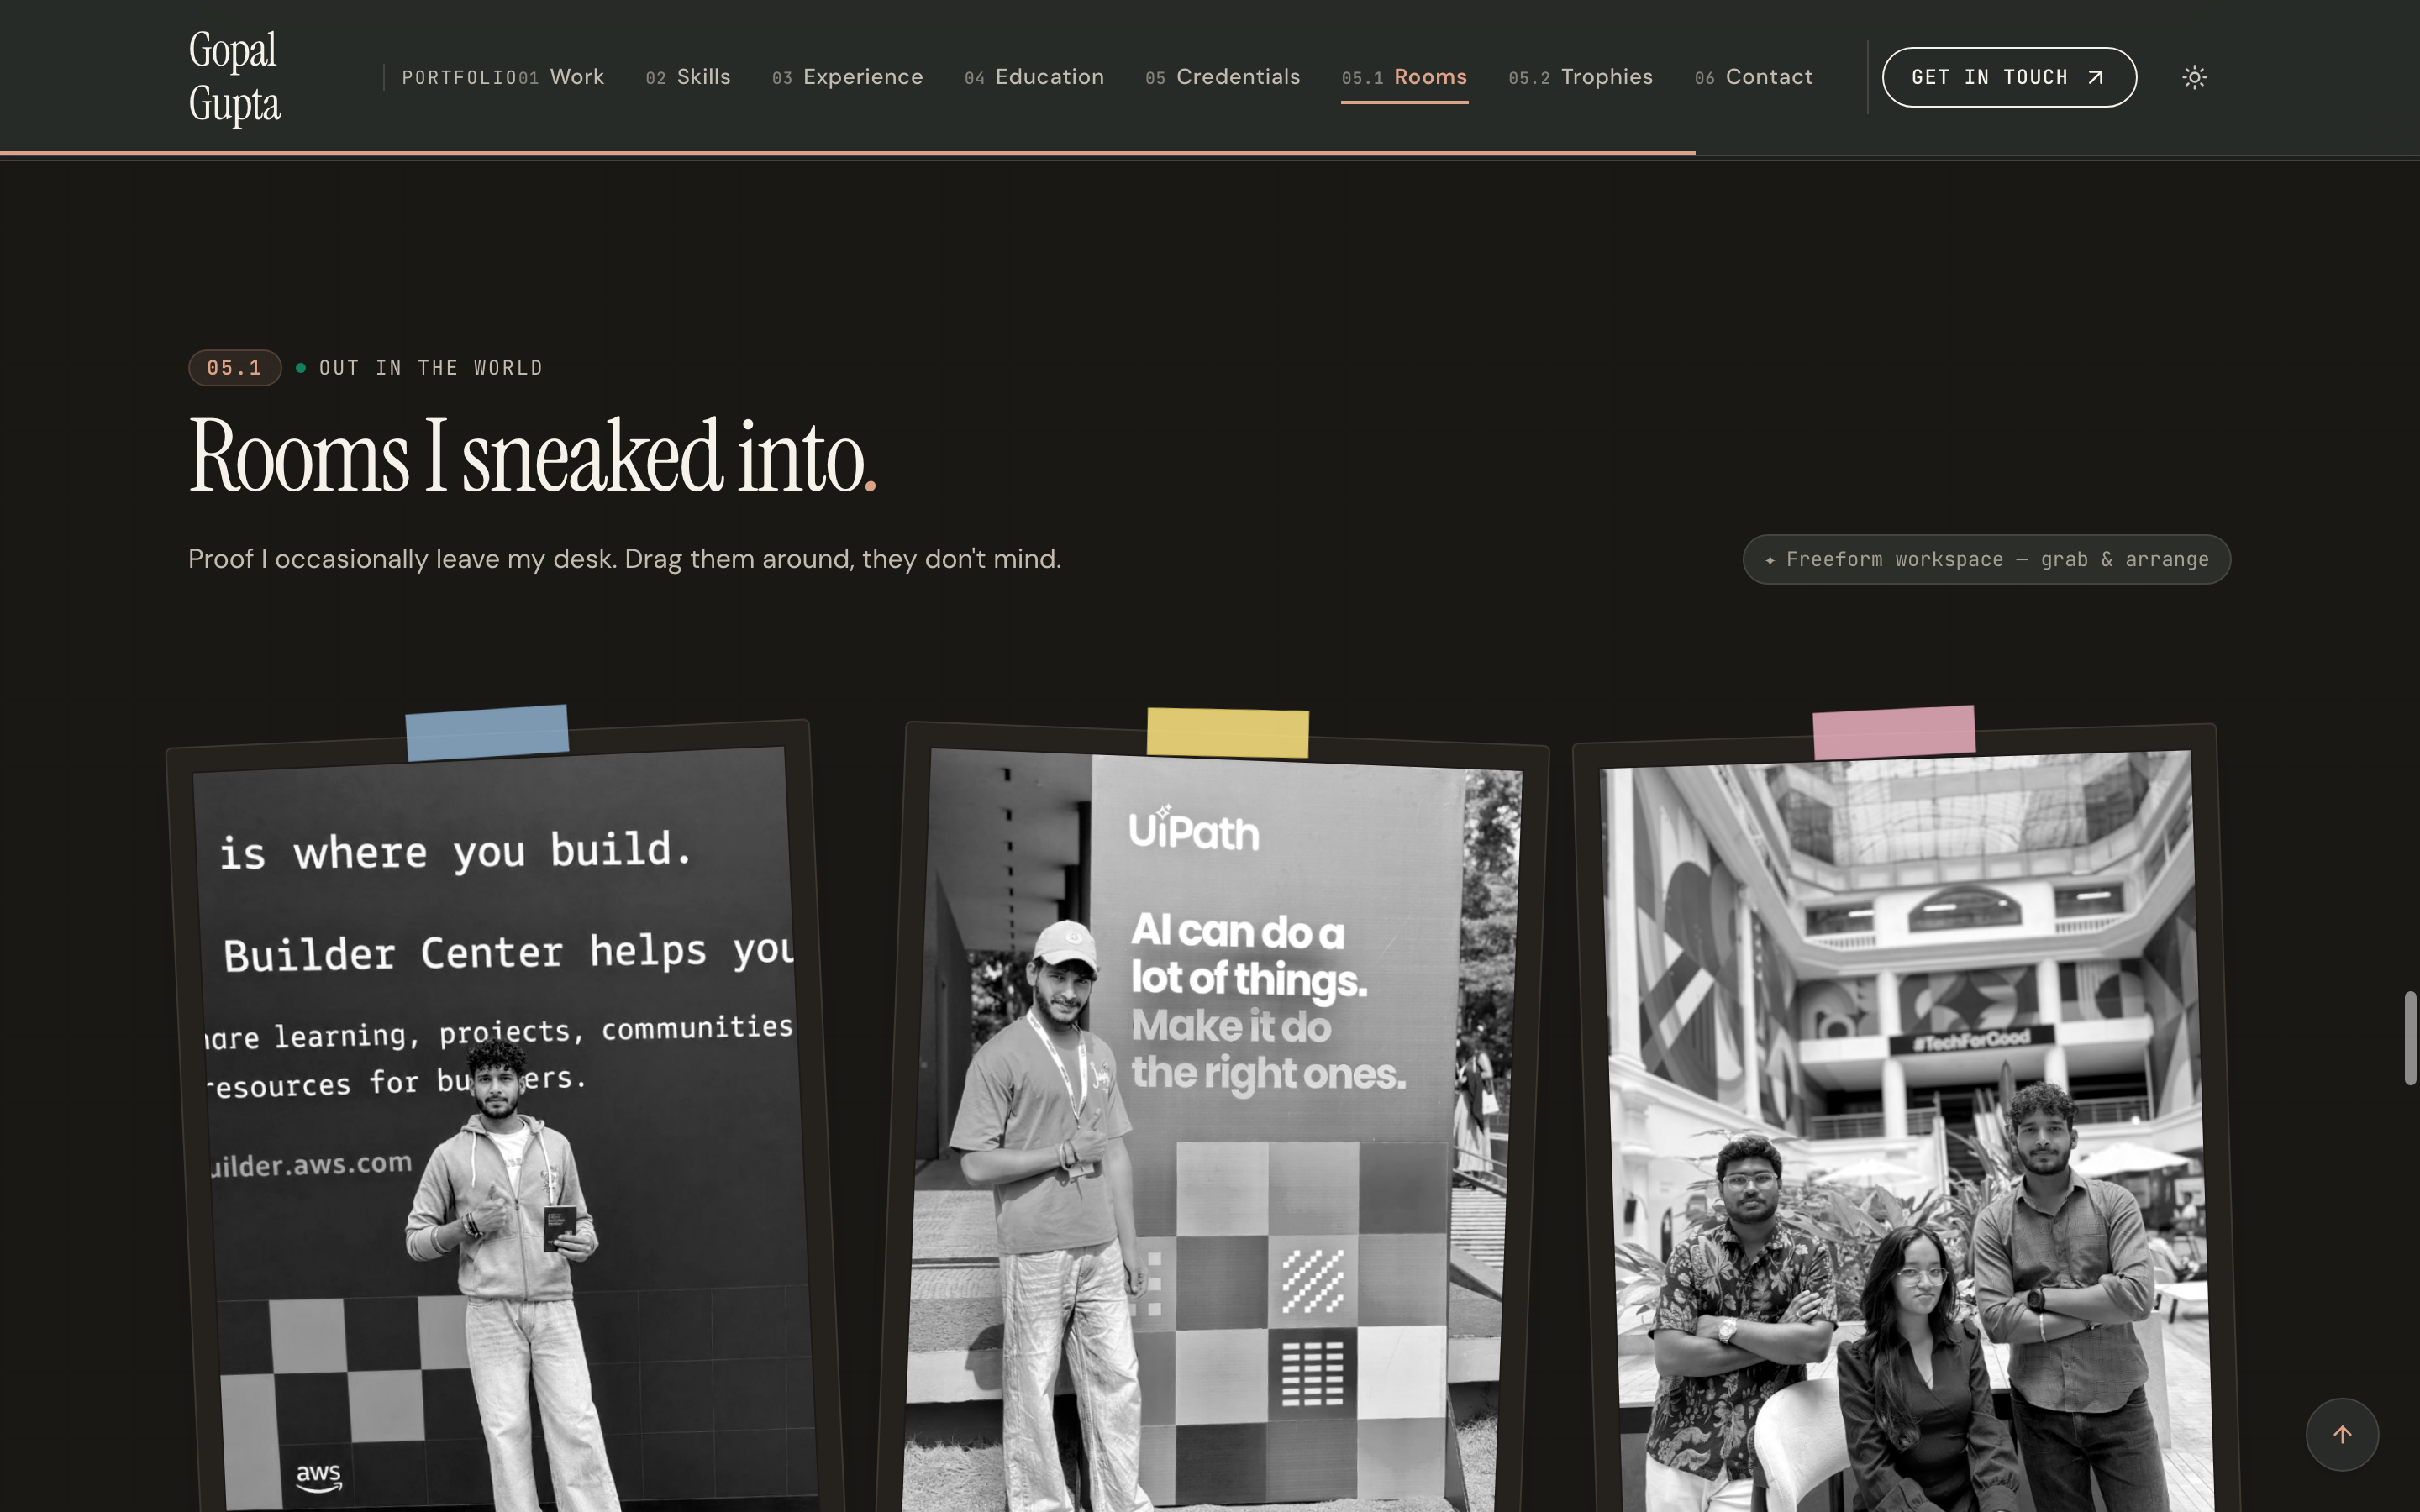 Gopal
Gupta
PORTFOLIO
01 Work
02 Skills
03 Experience
04 Education
05 Credentials
05.1 Rooms
05.2 Trophies
06 Contact
GET IN TOUCH
05.1
OUT IN THE WORLD
Rooms I sneaked into.
Proof I occasionally leave my desk. Drag them around, they don't mind.
✦ Freeform workspace — grab & arrange
is where you build.
Builder Center helps you
are learning, projects, communities
resources for bu ers.
uilder.aws.com
aws
UiPath
AI can do a
lot of things.
Make it do
the right ones.
#TechForGood